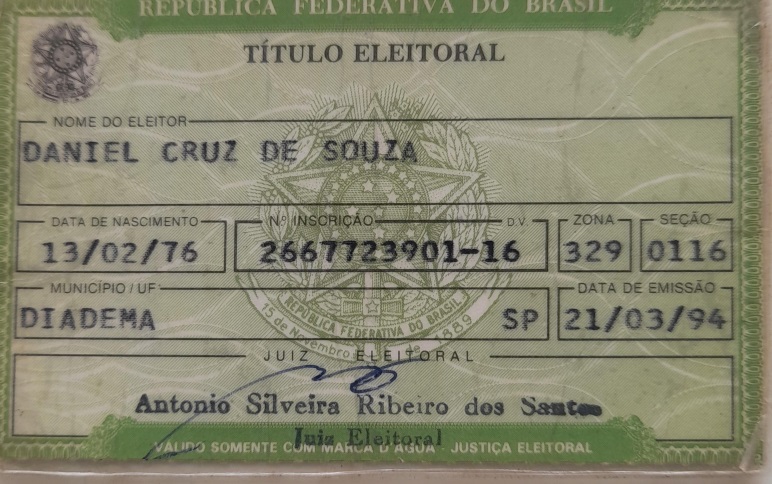 REPÚBLICA FEDERATIVA DO BRASIL
TÍTULO ELEITORAL
NOME DO ELEITOR
DANIEL CRUZ DE SOUZA
DATA DE NASCIMENTO Nº INSCRIÇÃO D.V. ZONA SEÇÃO
13/02/76 2667723901-16 329 0116
MUNICÍPIO / UF DATA DE EMISSÃO
DIADEMA SP 21/03/94
REPÚBLICA FEDERATIVA DO BRASIL
15 de Novembro de 1889
JUIZ ELEITORAL
Antonio Silveira Ribeiro dos Santos
Juiz Eleitoral
VÁLIDO SOMENTE COM MARCA D'ÁGUA - JUSTIÇA ELEITORAL